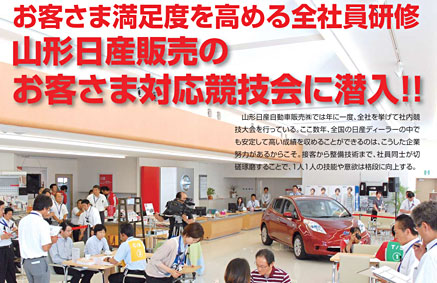 お客さま満足度を高める全社員研修
山形日産販売の
お客さま対応競技会に潜入!!
山形日産自動車販売㈱では年に一度、全社を挙げて社内競
技大会を行っている。ここ数年、全国の日産ディーラーの中で
も安定して高い成績を収めることができるのは、こうした企業
努力があるからこそ。接客から整備技術まで、社員同士が切
磋琢磨することで、1人1人の技能や意欲は格段に向上する。